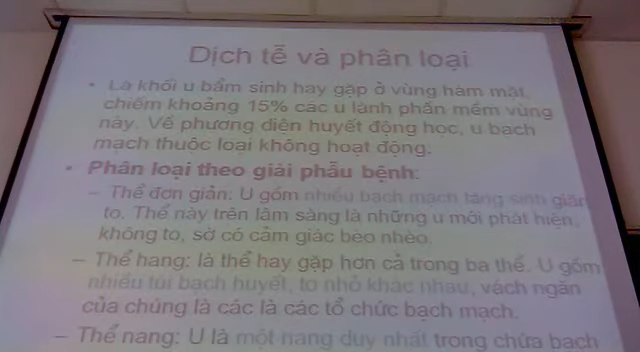 Dịch tễ và phân loại
• Là khối u bẩm sinh hay gặp ở vùng hàm mặt,
chiếm khoảng 15% các u lành phần mềm vùng
này. Về phương diện huyết động học, u bạch
mạch thuộc loại không hoạt động.
• Phân loại theo giải phẫu bệnh:
– Thể đơn giản: U gồm nhiều bạch mạch tăng sinh giãn
to. Thể này trên lâm sàng là những u mới phát hiện,
không to, sờ có cảm giác bèo nhèo.
– Thể hang: là thể hay gặp hơn cả trong ba thể. U gồm
nhiều túi bạch huyết, to nhỏ khác nhau, vách ngăn
của chúng là các là các tổ chức bạch mạch.
– Thể nang: U là một nang duy nhất trong chứa bạch